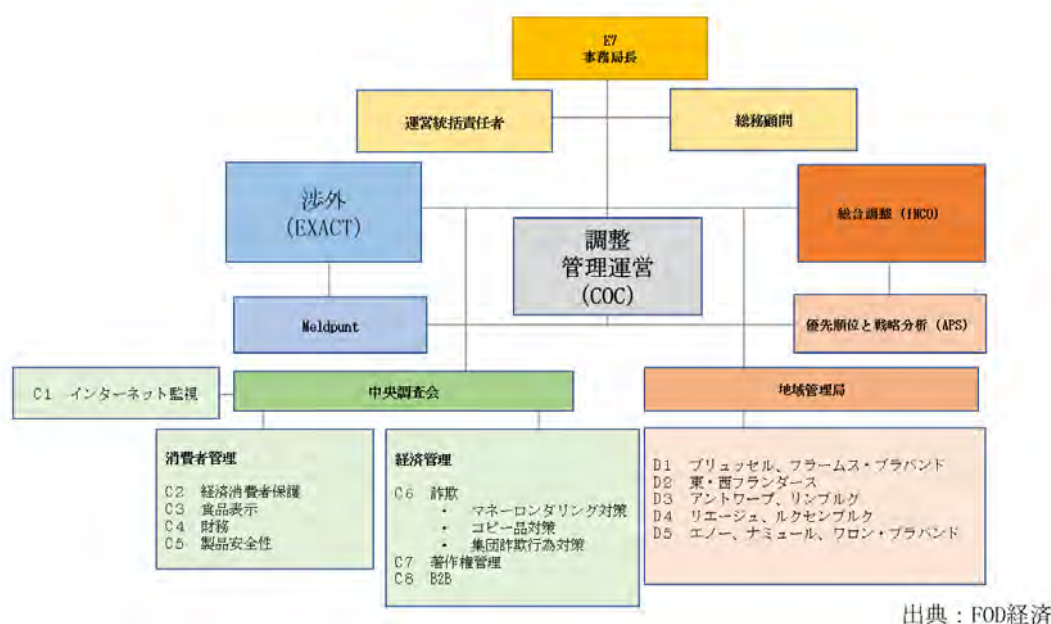 E7
事務局長
運営統括責任者
総務顧問
渉外
(EXACT)
総合調整 (INCO)
調整
管理運営
(COC)
Meldpunt
優先順位と戦略分析 (APS)
C1 インターネット監視
中央調査会
地域管理局
消費者管理
C2 経済消費者保護
C3 食品表示
C4 財務
C5 製品安全性
経済管理
C6 詐欺
・ マネーロンダリング対策
・ コピー品対策
・ 集団詐欺行為対策
C7 著作権管理
C8 B2B
D1 ブリュッセル、フラームス・ブラバンド
D2 東・西フランダース
D3 アントワープ、リンブルグ
D4 リエージュ、ルクセンブルク
D5 エノー、ナミュール、ワロン・ブラバンド
出典：FOD経済